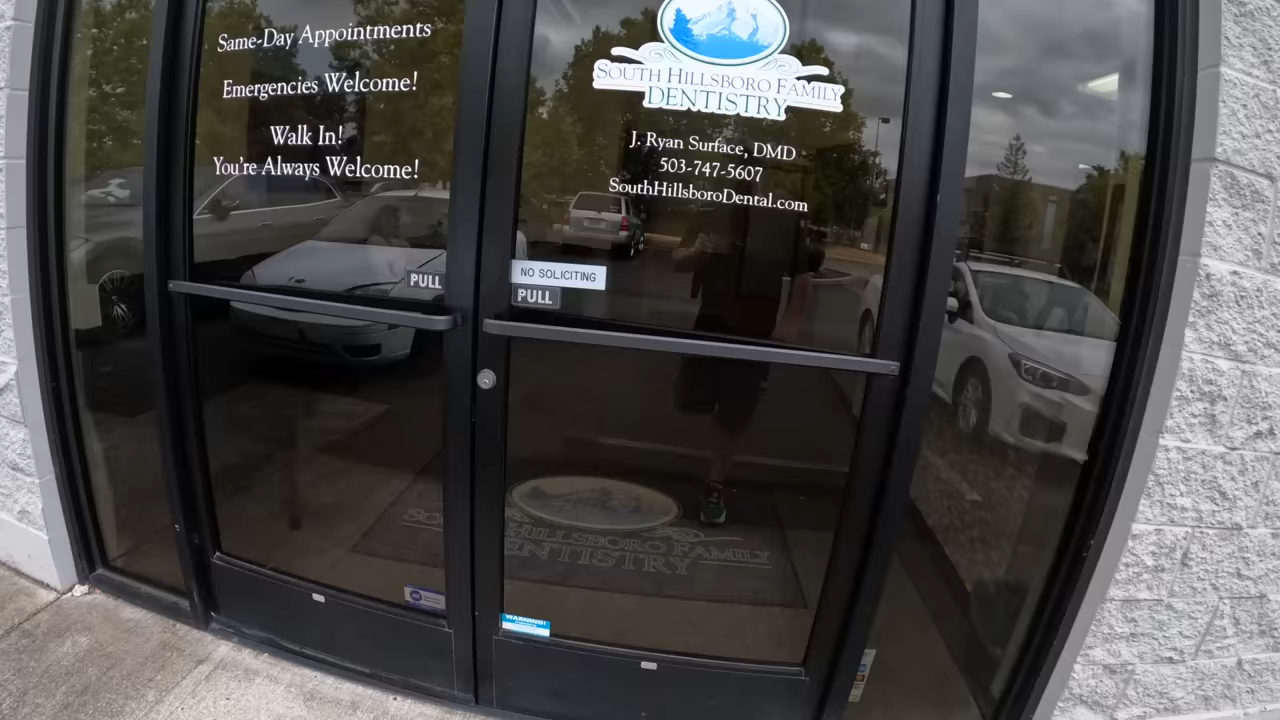 Same-Day Appointments
Emergencies Welcome!
Walk In!
You're Always Welcome!
PULL
SOUTH HILLSBORO FAMILY
DENTISTRY
J. Ryan Surface, DMD
503-747-5607
SouthHillsboroDental.com
NO SOLICITING
PULL
HILLSBORO FAMILY
DENTISTRY
WARNING!